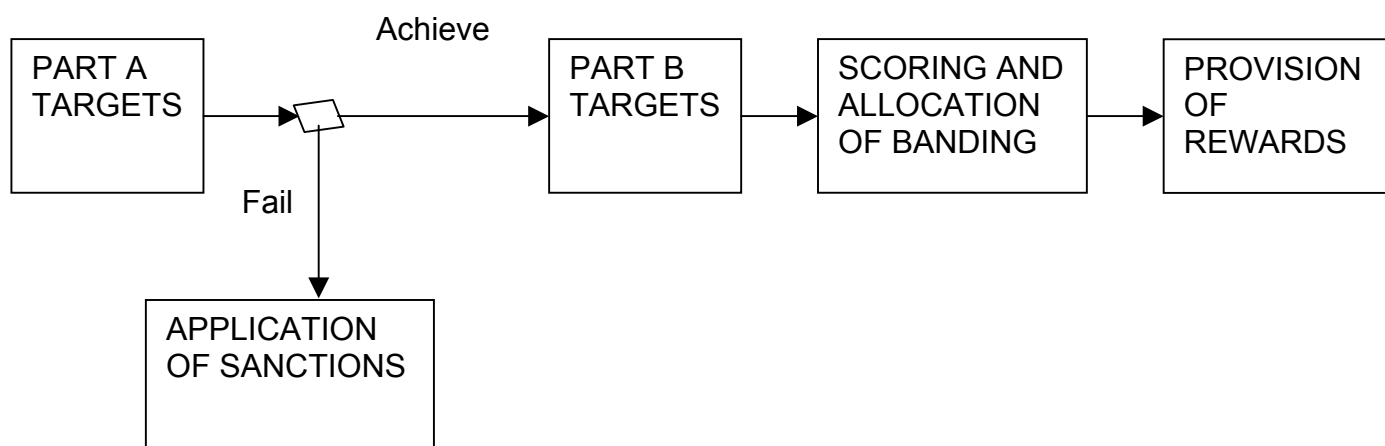 Achieve
PART A
TARGETS
PART B
TARGETS
SCORING AND
ALLOCATION
OF BANDING
PROVISION
OF
REWARDS
Fail
APPLICATION
OF SANCTIONS